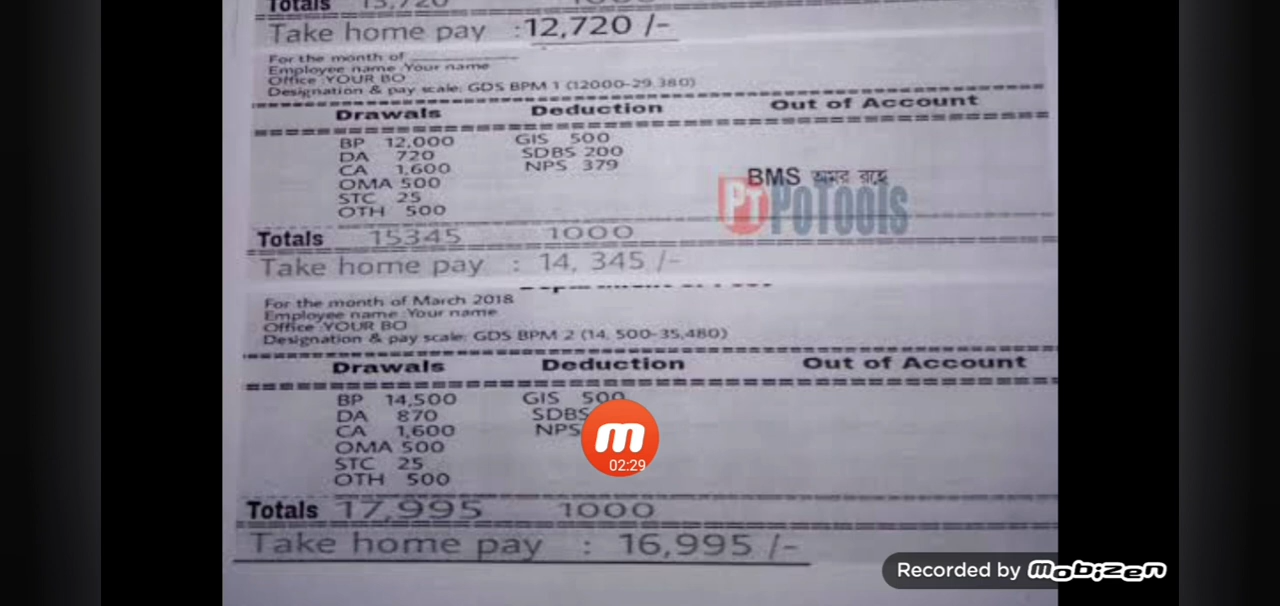 Totals 13,720 1000
Take home pay : 12,720 /-
For the month of
Employee name :Your name
Office :YOUR BO
Designation & pay scale: GDS BPM 1 (12000-29,380)
Drawals Deduction Out of Account
BP 12,000 GIS 500
DA 720 SDBS 200
CA 1,600 NPS 379
OMA 500
STC 25
OTH 500
BMS অমর রহে
PT PoTools
Totals 15345 1000
Take home pay : 14, 345 /-
For the month of March 2018
Employee name :Your name
Office :YOUR BO
Designation & pay scale: GDS BPM 2 (14, 500-35,480)
Drawals Deduction Out of Account
BP 14,500 GIS 500
DA 870 SDBS
CA 1,600 NPS
OMA 500
STC 25
OTH 500
m
02:29
Totals 17,995 1000
Take home pay : 16,995 /-
Recorded by mobizen